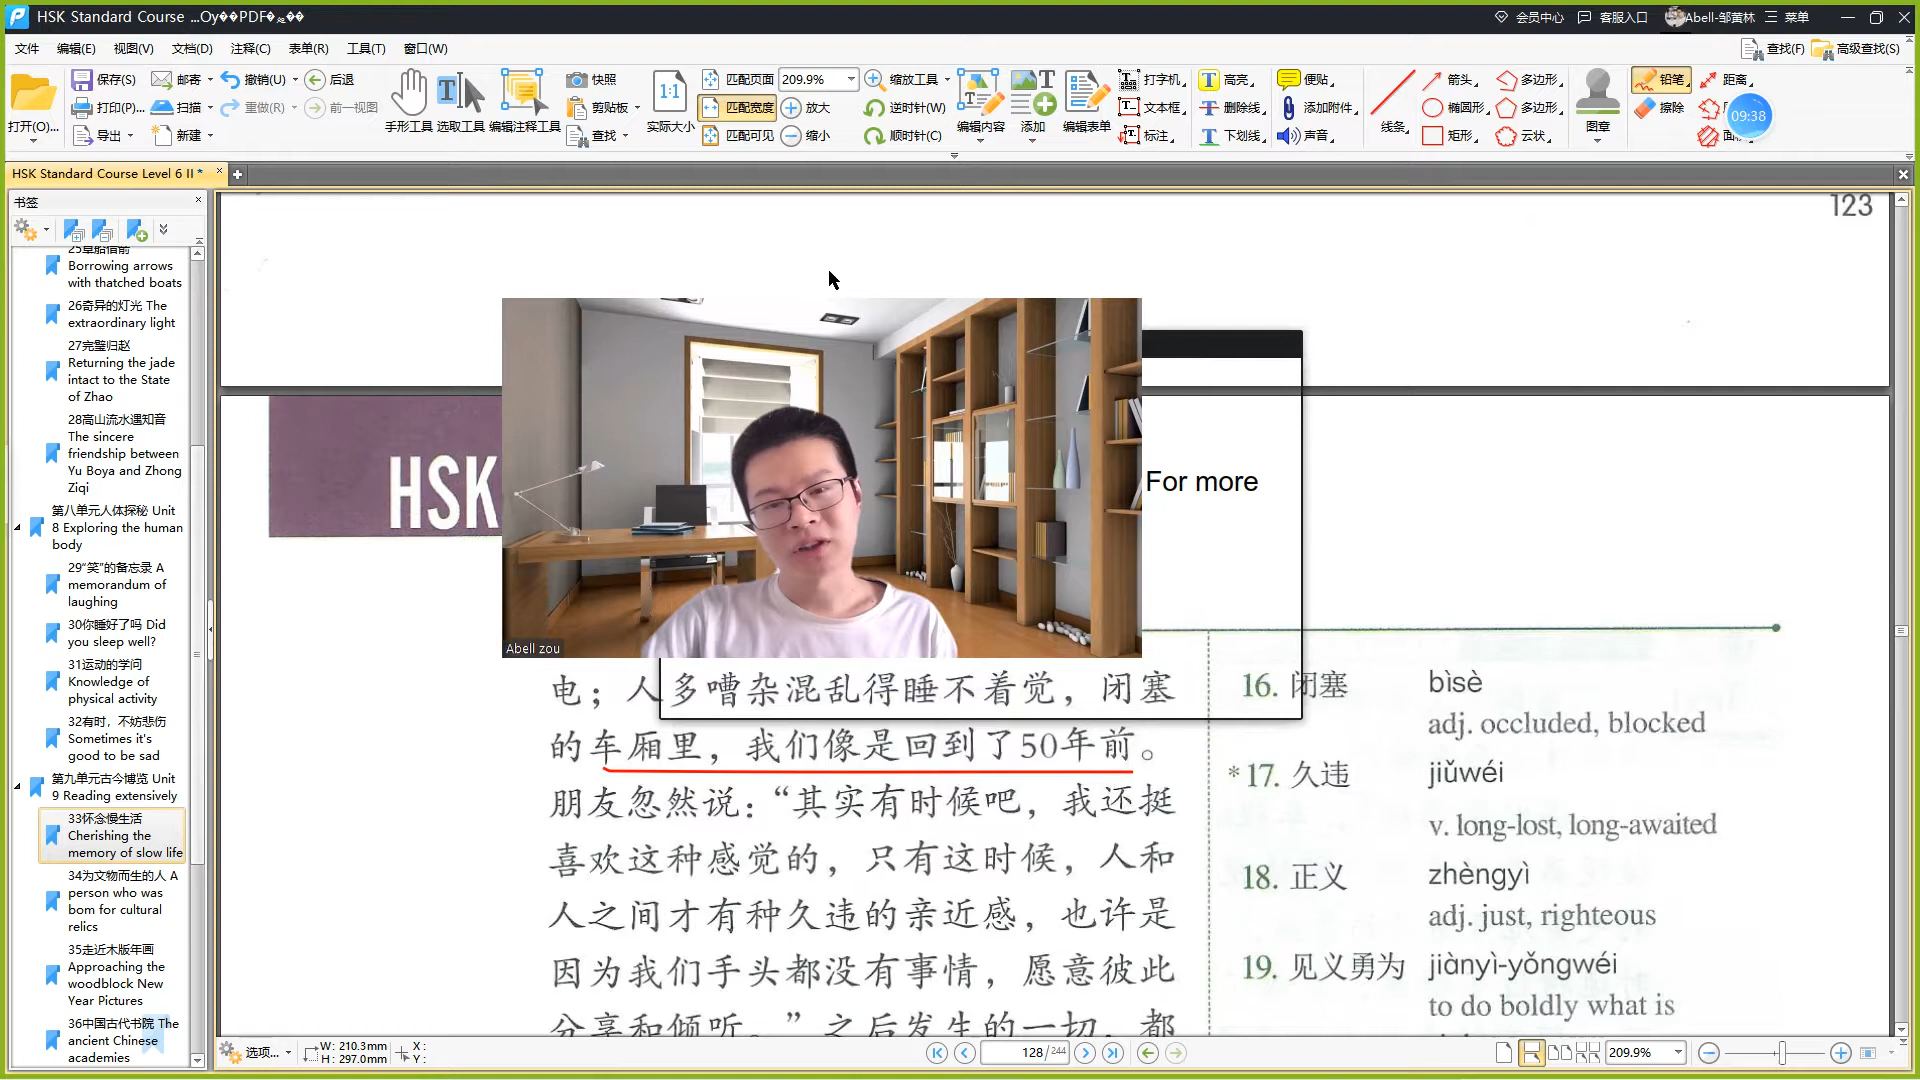 HSK Standard Course ...Oy��PDF�ޔ��
会员中心
客服入口
Abell-邹茜林
菜单
文件 编辑(E) 视图(V) 文档(D) 注释(C) 表单(R) 工具(T) 窗口(W)
查找(F) 高级查找(S)
打开(O)...
保存(S) 邮寄 撤销(U) 后退
打印(P)... 扫描 重做(R) 前一视图
导出 新建
手形工具 选取工具 编辑注释工具
快照
剪贴板
查找
实际大小
匹配页面 209.9% 缩放工具
匹配宽度 放大 逆时针(W)
匹配可见 缩小 顺时针(C)
编辑内容 添加 编辑表单
打字机 高亮 便贴
文本框 删除线 添加附件
标注 下划线 声音
线条
箭头 多边形
椭圆形 多边形
矩形 云状
图章
铅笔 距离
擦除
09:38
HSK Standard Course Level 6 II *
书签
25草船借箭
Borrowing arrows
with thatched boats
26奇异的灯光 The
extraordinary light
27完璧归赵
Returning the jade
intact to the State
of Zhao
28高山流水遇知音
The sincere
friendship between
Yu Boya and Zhong
Ziqi
第八单元人体探秘 Unit
8 Exploring the human
body
29“笑”的备忘录 A
memorandum of
laughing
30你睡好了吗 Did
you sleep well?
31运动的学问
Knowledge of
physical activity
32有时，不妨悲伤
Sometimes it's
good to be sad
第九单元古今博览 Unit
9 Reading extensively
33怀念慢生活
Cherishing the
memory of slow life
34为文物而生的人 A
person who was
born for cultural
relics
35走近木版年画
Approaching the
woodblock New
Year Pictures
36中国古代书院 The
ancient Chinese
academies
123
HSK
For more
Abell zou
电；人多嘈杂混乱得睡不着觉，闭塞
的车厢里，我们像是回到了50年前。
朋友忽然说：“其实有时候吧，我还挺
喜欢这种感觉的，只有这时候，人和
人之间才有种久违的亲近感，也许是
因为我们手头都没有事情，愿意彼此
分享和倾听。”之后发生的一切，都
16. 闭塞 bìsè
adj. occluded, blocked
*17. 久违 jiǔwéi
v. long-lost, long-awaited
18. 正义 zhèngyì
adj. just, righteous
19. 见义勇为 jiànyì-yǒngwéi
to do boldly what is
选项...
W: 210.3mm
H: 297.0mm
X :
Y :
128 / 244
209.9%